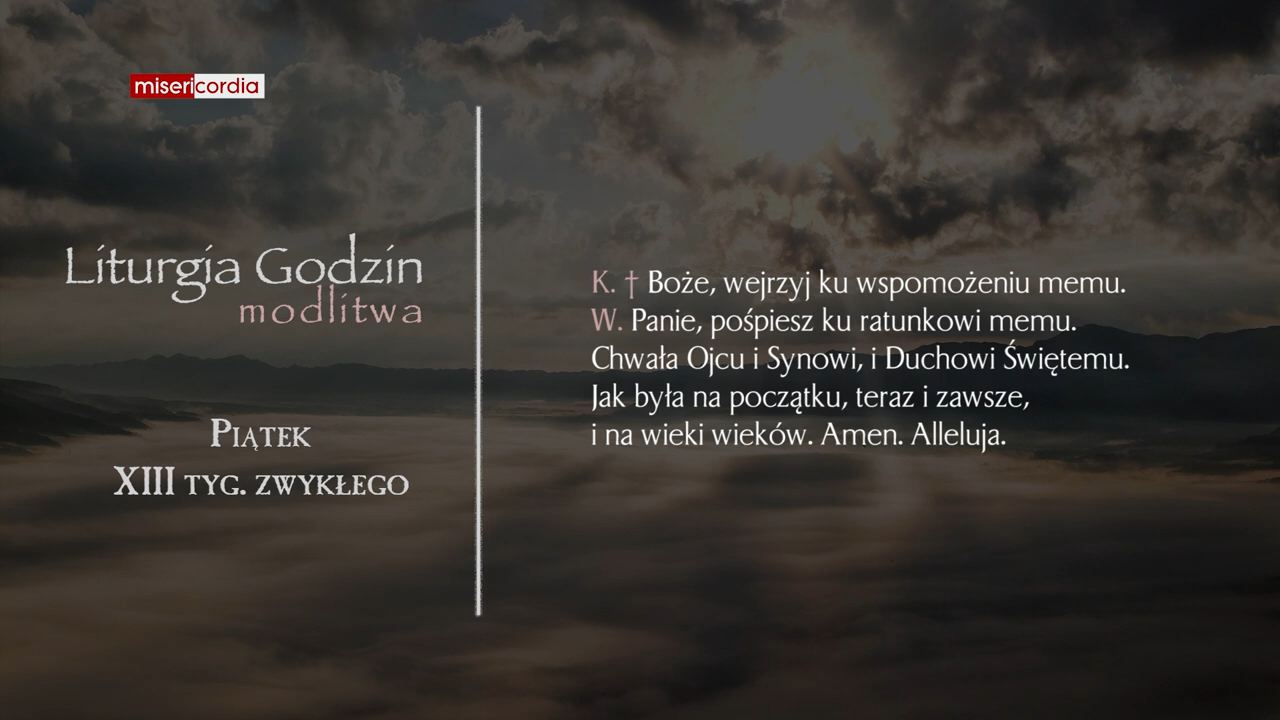 misericordia
Liturgia Godzin
modlitwa
Piątek
XIII tyg. zwykłego
K. † Boże, wejrzyj ku wspomożeniu memu.
W. Panie, pośpiesz ku ratunkowi memu.
Chwała Ojcu i Synowi, i Duchowi Świętemu.
Jak była na początku, teraz i zawsze,
i na wieki wieków. Amen. Alleluja.